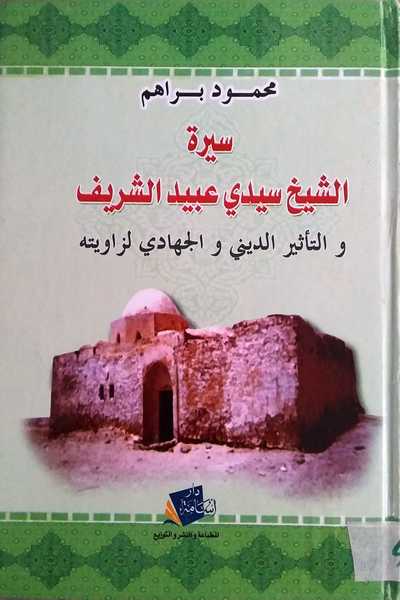 محمود براهم
سيرة
الشيخ سيدي عبيد الشريف
و التأثير الديني و الجهادي لزاويته
دار
للطباعة والنشر والتوزيع